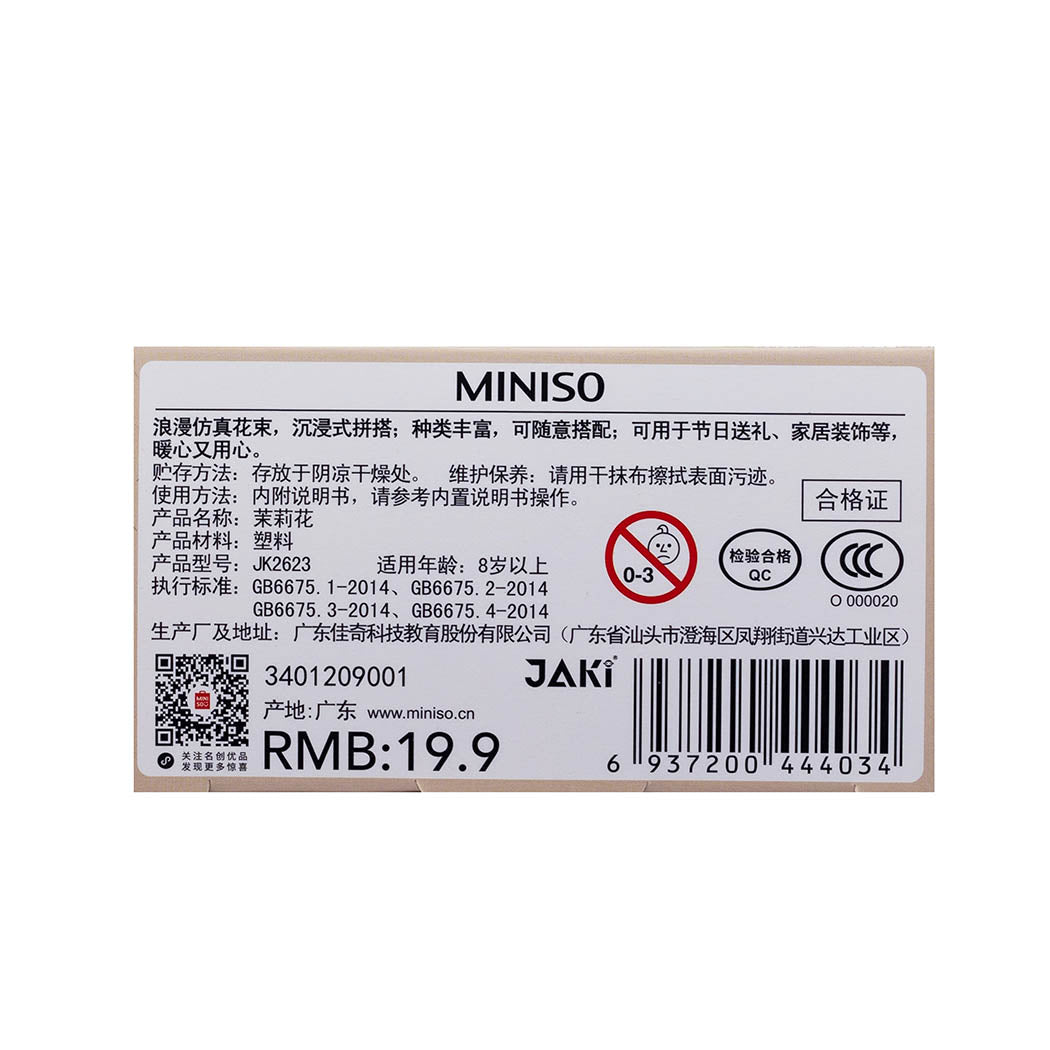 MINISO
浪漫仿真花束，沉浸式拼搭；种类丰富，可随意搭配；可用于节日送礼、家居装饰等，
暖心又用心。
贮存方法：存放于阴凉干燥处。 维护保养：请用干抹布擦拭表面污迹。
使用方法：内附说明书，请参考内置说明书操作。
合格证
产品名称：茉莉花
产品材料：塑料
产品型号：JK2623 适用年龄：8岁以上
执行标准：GB6675.1-2014、GB6675.2-2014
GB6675.3-2014、GB6675.4-2014
0-3
检验合格
QC
CCC
O 000020
生产厂及地址：广东佳奇科技教育股份有限公司（广东省汕头市澄海区凤翔街道兴达工业区）
MINI
SO
关注名创优品
发现更多惊喜
3401209001
产地:广东 www.miniso.cn
RMB:19.9
JAKi®
6 937200 444034